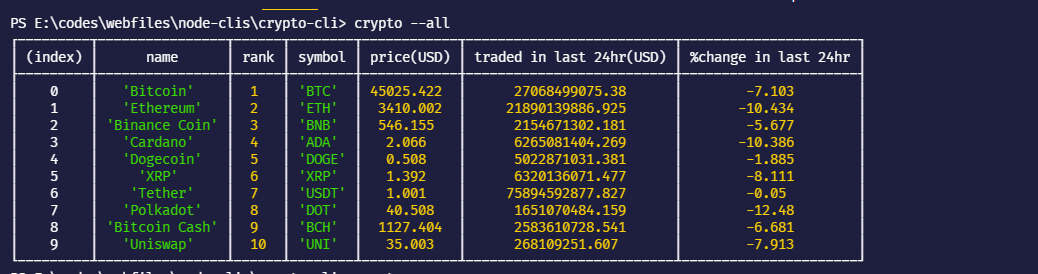 PS E:\codes\webfiles\node-clis\crypto-cli> crypto --all
(index) name rank symbol price(USD) traded in last 24hr(USD) %change in last 24hr
0 'Bitcoin' 1 'BTC' 45025.422 27068499075.38 -7.103
1 'Ethereum' 2 'ETH' 3410.002 21890139886.925 -10.434
2 'Binance Coin' 3 'BNB' 546.155 2154671302.181 -5.677
3 'Cardano' 4 'ADA' 2.066 6265081404.269 -10.386
4 'Dogecoin' 5 'DOGE' 0.508 5022871031.381 -1.885
5 'XRP' 6 'XRP' 1.392 6320136071.477 -8.111
6 'Tether' 7 'USDT' 1.001 75894592877.827 -0.05
7 'Polkadot' 8 'DOT' 40.508 1651070484.159 -12.48
8 'Bitcoin Cash' 9 'BCH' 1127.404 2583610728.541 -6.681
9 'Uniswap' 10 'UNI' 35.003 268109251.607 -7.913